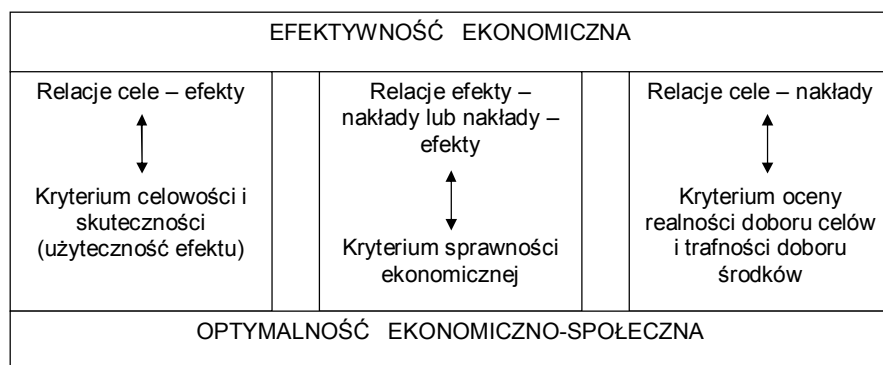 EFEKTYWNOŚĆ EKONOMICZNA
Relacje cele – efekty
Kryterium celowości i
skuteczności
(użyteczność efektu)
Relacje efekty –
nakłady lub nakłady –
efekty
Kryterium sprawności
ekonomicznej
Relacje cele – nakłady
Kryterium oceny
realności doboru celów
i trafności doboru
środków
OPTYMALNOŚĆ EKONOMICZNO-SPOŁECZNA